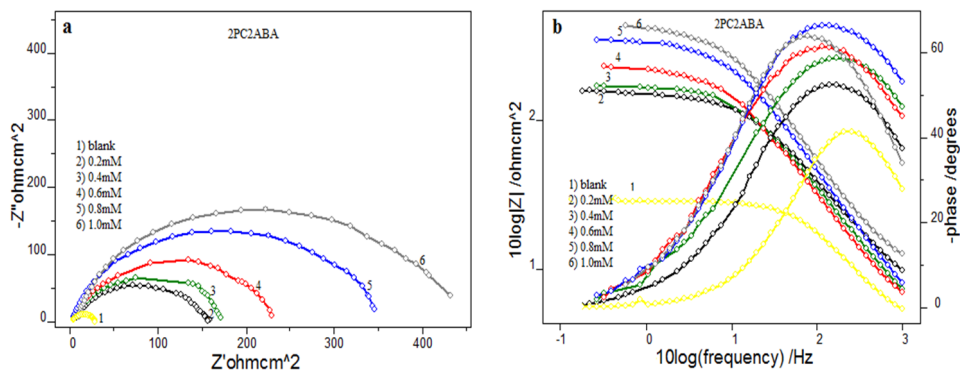 a
2PC2ABA
400
300
200
100
0
-Z''ohmcm^2
1) blank
2) 0.2mM
3) 0.4mM
4) 0.6mM
5) 0.8mM
6) 1.0mM
1
2
3
4
5
6
0
100
200
300
400
Z'ohmcm^2
b
2PC2ABA
2
1
10log|Z| /ohmcm^2
6
5
4
3
2
1
1) blank
2) 0.2mM
3) 0.4mM
4) 0.6mM
5) 0.8mM
6) 1.0mM
60
40
20
0
-phase /degrees
-1
0
1
2
3
10log(frequency) /Hz